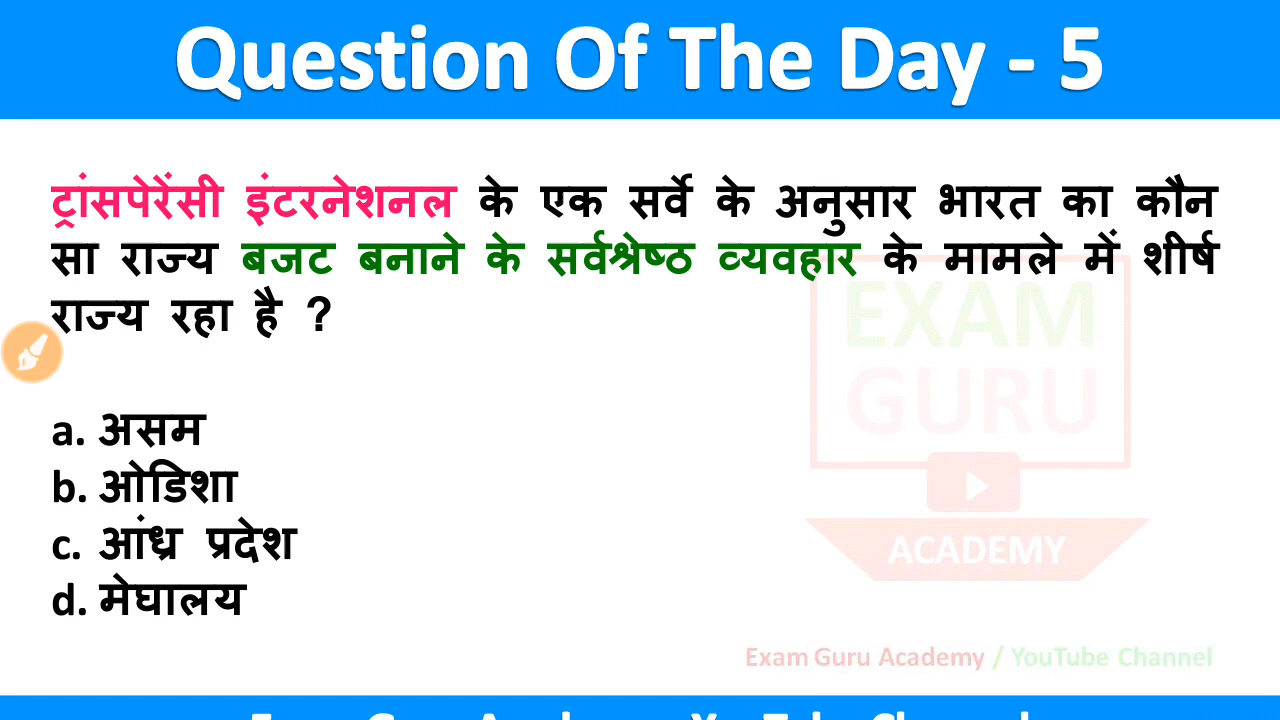 Question Of The Day - 5
ट्रांसपेरेंसी इंटरनेशनल के एक सर्वे के अनुसार भारत का कौन
सा राज्य बजट बनाने के सर्वश्रेष्ठ व्यवहार के मामले में शीर्ष
राज्य रहा है ?
a. असम
b. ओडिशा
c. आंध्र प्रदेश
d. मेघालय
EXAM
GURU
ACADEMY
Exam Guru Academy / YouTube Channel